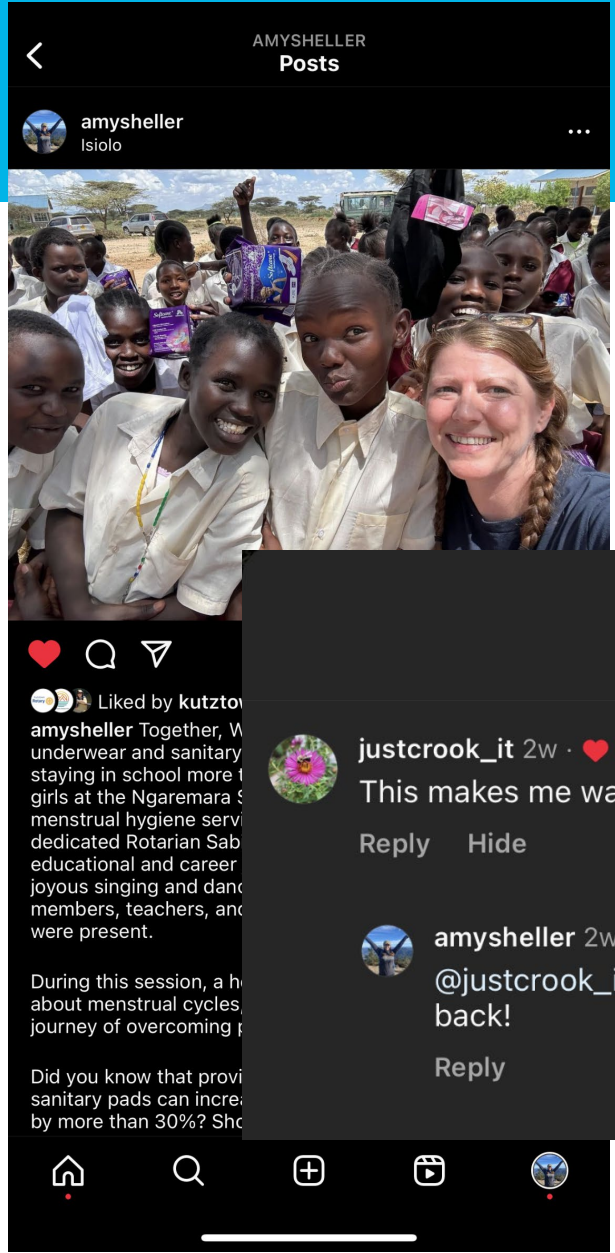 AMYSHELLER
Posts
amysheller
Isiolo
Softcare
Softcare
Liked by kutztow
amysheller Together, W
underwear and sanitary
staying in school more t
girls at the Ngaremara S
menstrual hygiene servi
dedicated Rotarian Sab
educational and career
joyous singing and danc
members, teachers, and
were present.
During this session, a he
about menstrual cycles,
journey of overcoming p
Did you know that provi
sanitary pads can increa
by more than 30%? Sho
justcrook_it 2w ·
This makes me wa
Reply Hide
amysheller 2w
@justcrook_i
back!
Reply